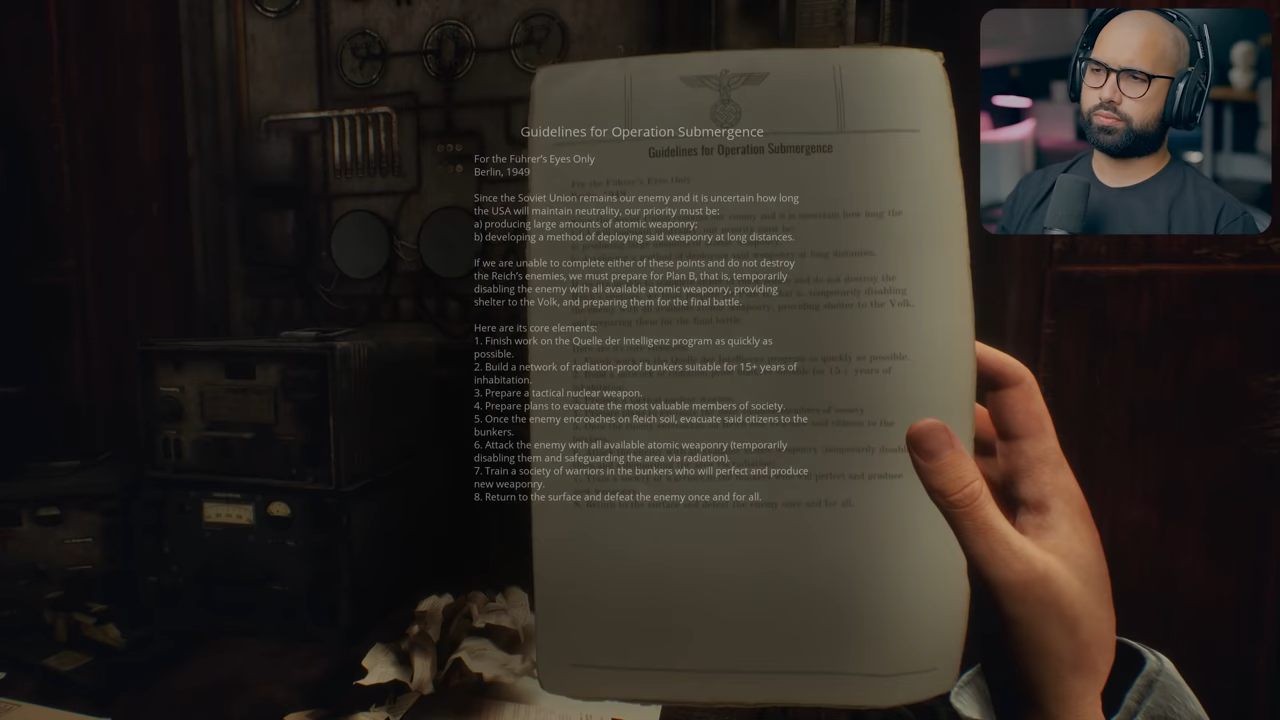 Guidelines for Operation Submergence
For the Führer's Eyes Only
Berlin, 1949
Since the Soviet Union remains our enemy and it is uncertain how long
the USA will maintain neutrality, our priority must be:
a) producing large amounts of atomic weaponry;
b) developing a method of deploying said weaponry at long distances.
If we are unable to complete either of these points and do not destroy
the Reich's enemies, we must prepare for Plan B, that is, temporarily
disabling the enemy with all available atomic weaponry, providing
shelter to the Volk, and preparing them for the final battle.
Here are its core elements:
1. Finish work on the Quelle der Intelligenz program as quickly as
possible.
2. Build a network of radiation-proof bunkers suitable for 15+ years of
inhabitation.
3. Prepare a tactical nuclear weapon.
4. Prepare plans to evacuate the most valuable members of society.
5. Once the enemy encroaches on Reich soil, evacuate said citizens to the
bunkers.
6. Attack the enemy with all available atomic weaponry (temporarily
disabling them and safeguarding the area via radiation).
7. Train a society of warriors in the bunkers who will perfect and produce
new weaponry.
8. Return to the surface and defeat the enemy once and for all.
Guidelines for Operation Submergence
For the Führer's Eyes Only